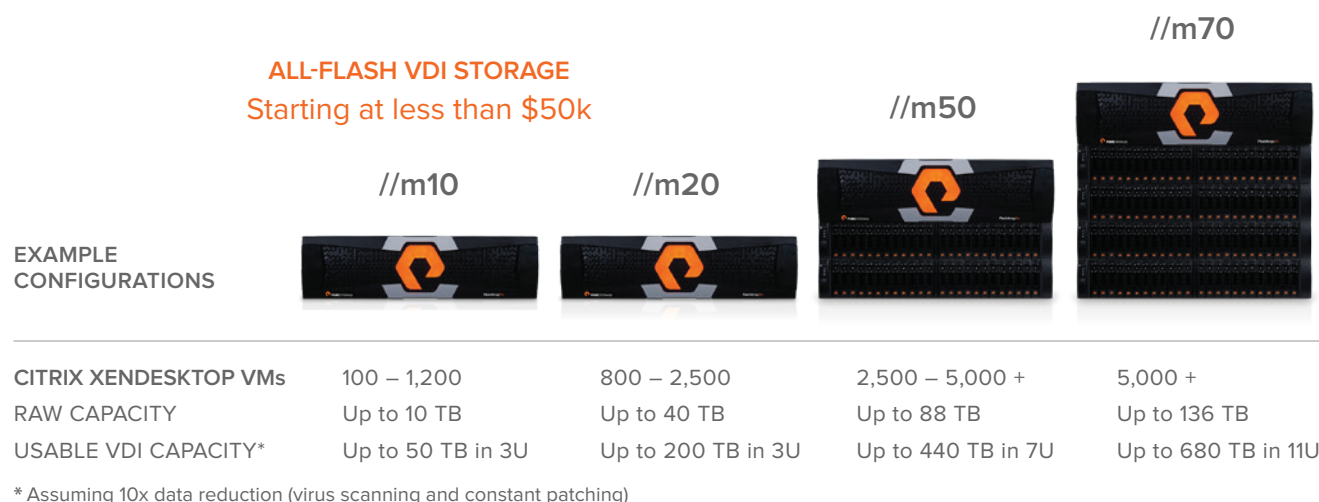 //m70
ALL-FLASH VDI STORAGE
Starting at less than $50k
//m50
//m10 //m20
EXAMPLE
CONFIGURATIONS
CITRIX XENDESKTOP VMs 100 – 1,200 800 – 2,500 2,500 – 5,000 + 5,000 +
RAW CAPACITY Up to 10 TB Up to 40 TB Up to 88 TB Up to 136 TB
USABLE VDI CAPACITY* Up to 50 TB in 3U Up to 200 TB in 3U Up to 440 TB in 7U Up to 680 TB in 11U
* Assuming 10x data reduction (virus scanning and constant patching)